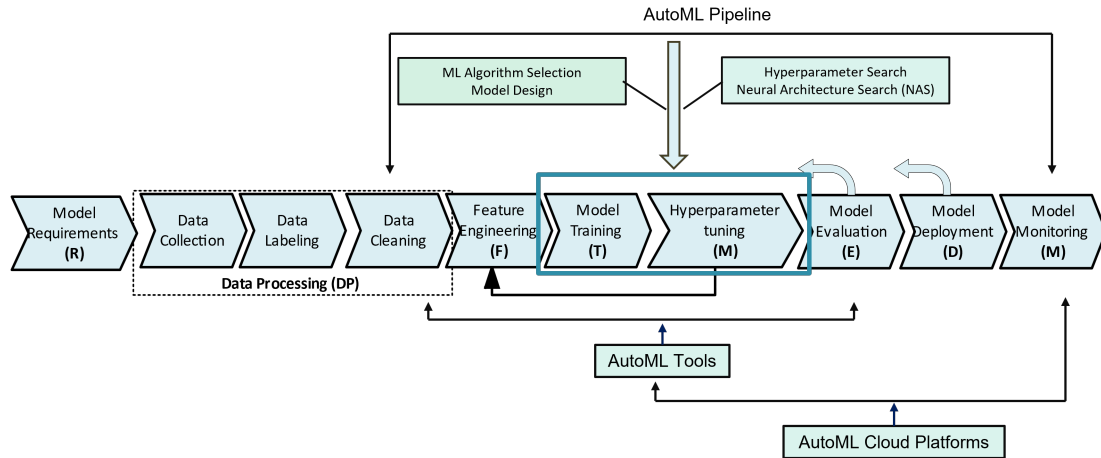 AutoML Pipeline
ML Algorithm Selection
Model Design
Hyperparameter Search
Neural Architecture Search (NAS)
Model
Requirements
(R)
Data
Collection
Data
Labeling
Data
Cleaning
Feature
Engineering
(F)
Model
Training
(T)
Hyperparameter
tuning
(M)
Model
Evaluation
(E)
Model
Deployment
(D)
Model
Monitoring
(M)
Data Processing (DP)
AutoML Tools
AutoML Cloud Platforms